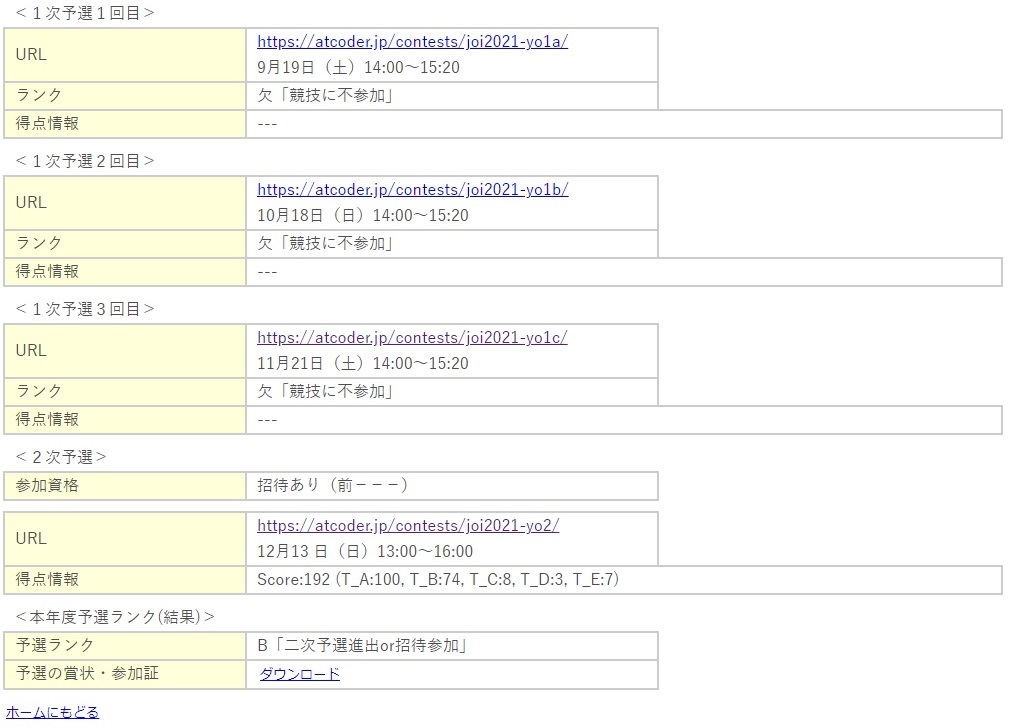 ＜１次予選１回目＞
URL
https://atcoder.jp/contests/joi2021-yo1a/
9月19日（土）14:00～15:20
ランク
欠「競技に不参加」
得点情報
---
＜１次予選２回目＞
URL
https://atcoder.jp/contests/joi2021-yo1b/
10月18日（日）14:00～15:20
ランク
欠「競技に不参加」
得点情報
---
＜１次予選３回目＞
URL
https://atcoder.jp/contests/joi2021-yo1c/
11月21日（土）14:00～15:20
ランク
欠「競技に不参加」
得点情報
---
＜２次予選＞
参加資格
招待あり（前－－－）
URL
https://atcoder.jp/contests/joi2021-yo2/
12月13 日（日）13:00～16:00
得点情報
Score:192 (T_A:100, T_B:74, T_C:8, T_D:3, T_E:7)
＜本年度予選ランク(結果)＞
予選ランク
B「二次予選進出or招待参加」
予選の賞状・参加証
ダウンロード
ホームにもどる